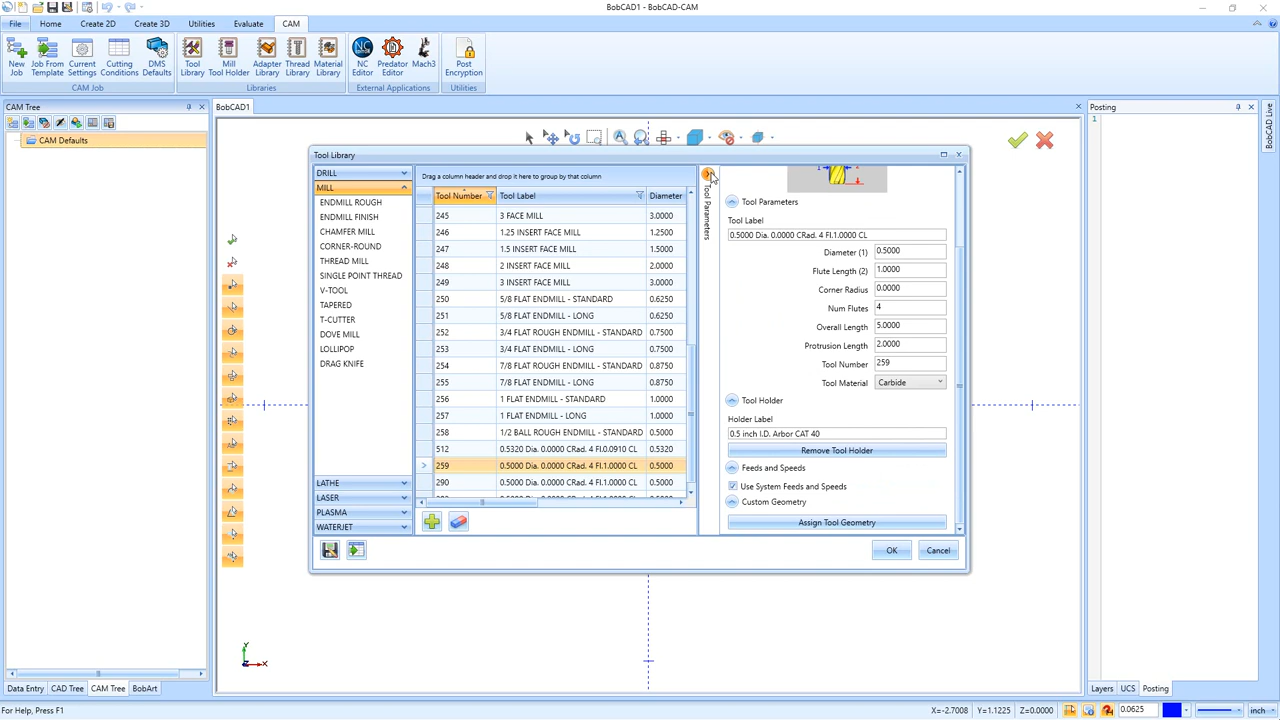 BobCAD1 - BobCAD-CAM
File Home Create 2D Create 3D Utilities Evaluate CAM
New Job
Job From Template
Current Settings
Cutting Conditions
DMS Defaults
Tool Library
Mill Tool Holder
Adapter Library
Thread Library
Material Library
NC Editor
Predator Editor
Mach3
Post Encryption
CAM Job Libraries External Applications Utilities
CAM Tree
CAM Defaults
BobCAD1
Posting
1
BobCAD Live
Tool Library
DRILL
MILL
ENDMILL ROUGH
ENDMILL FINISH
CHAMFER MILL
CORNER-ROUND
THREAD MILL
SINGLE POINT THREAD
V-TOOL
TAPERED
T-CUTTER
DOVE MILL
LOLLIPOP
DRAG KNIFE
LATHE
LASER
PLASMA
WATERJET
Drag a column header and drop it here to group by that column
Tool Number Tool Label Diameter
245 3 FACE MILL 3.0000
246 1.25 INSERT FACE MILL 1.2500
247 1.5 INSERT FACE MILL 1.5000
248 2 INSERT FACE MILL 2.0000
249 3 INSERT FACE MILL 3.0000
250 5/8 FLAT ENDMILL - STANDARD 0.6250
251 5/8 FLAT ENDMILL - LONG 0.6250
252 3/4 FLAT ROUGH ENDMILL - STANDARD 0.7500
253 3/4 FLAT ENDMILL - LONG 0.7500
254 7/8 FLAT ROUGH ENDMILL - STANDARD 0.8750
255 7/8 FLAT ENDMILL - LONG 0.8750
256 1 FLAT ENDMILL - STANDARD 1.0000
257 1 FLAT ENDMILL - LONG 1.0000
258 1/2 BALL ROUGH ENDMILL - STANDARD 0.5000
512 0.5320 Dia. 0.0000 CRad. 4 Fl.0.0910 CL 0.5320
259 0.5000 Dia. 0.0000 CRad. 4 Fl.1.0000 CL 0.5000
290 0.5000 Dia. 0.0000 CRad. 4 Fl.1.0000 CL 0.5000
Tool Parameters
Tool Parameters
Tool Label
0.5000 Dia. 0.0000 CRad. 4 Fl.1.0000 CL
Diameter (1) 0.5000
Flute Length (2) 1.0000
Corner Radius 0.0000
Num Flutes 4
Overall Length 5.0000
Protrusion Length 2.0000
Tool Number 259
Tool Material Carbide
Tool Holder
Holder Label
0.5 inch I.D. Arbor CAT 40
Remove Tool Holder
Feeds and Speeds
Use System Feeds and Speeds
Custom Geometry
Assign Tool Geometry
OK Cancel
Y
Z
X
Data Entry CAD Tree CAM Tree BobArt
Layers UCS Posting
For Help, Press F1
X=-2.7008 Y=1.1225 Z=0.0000 0.0625 inch